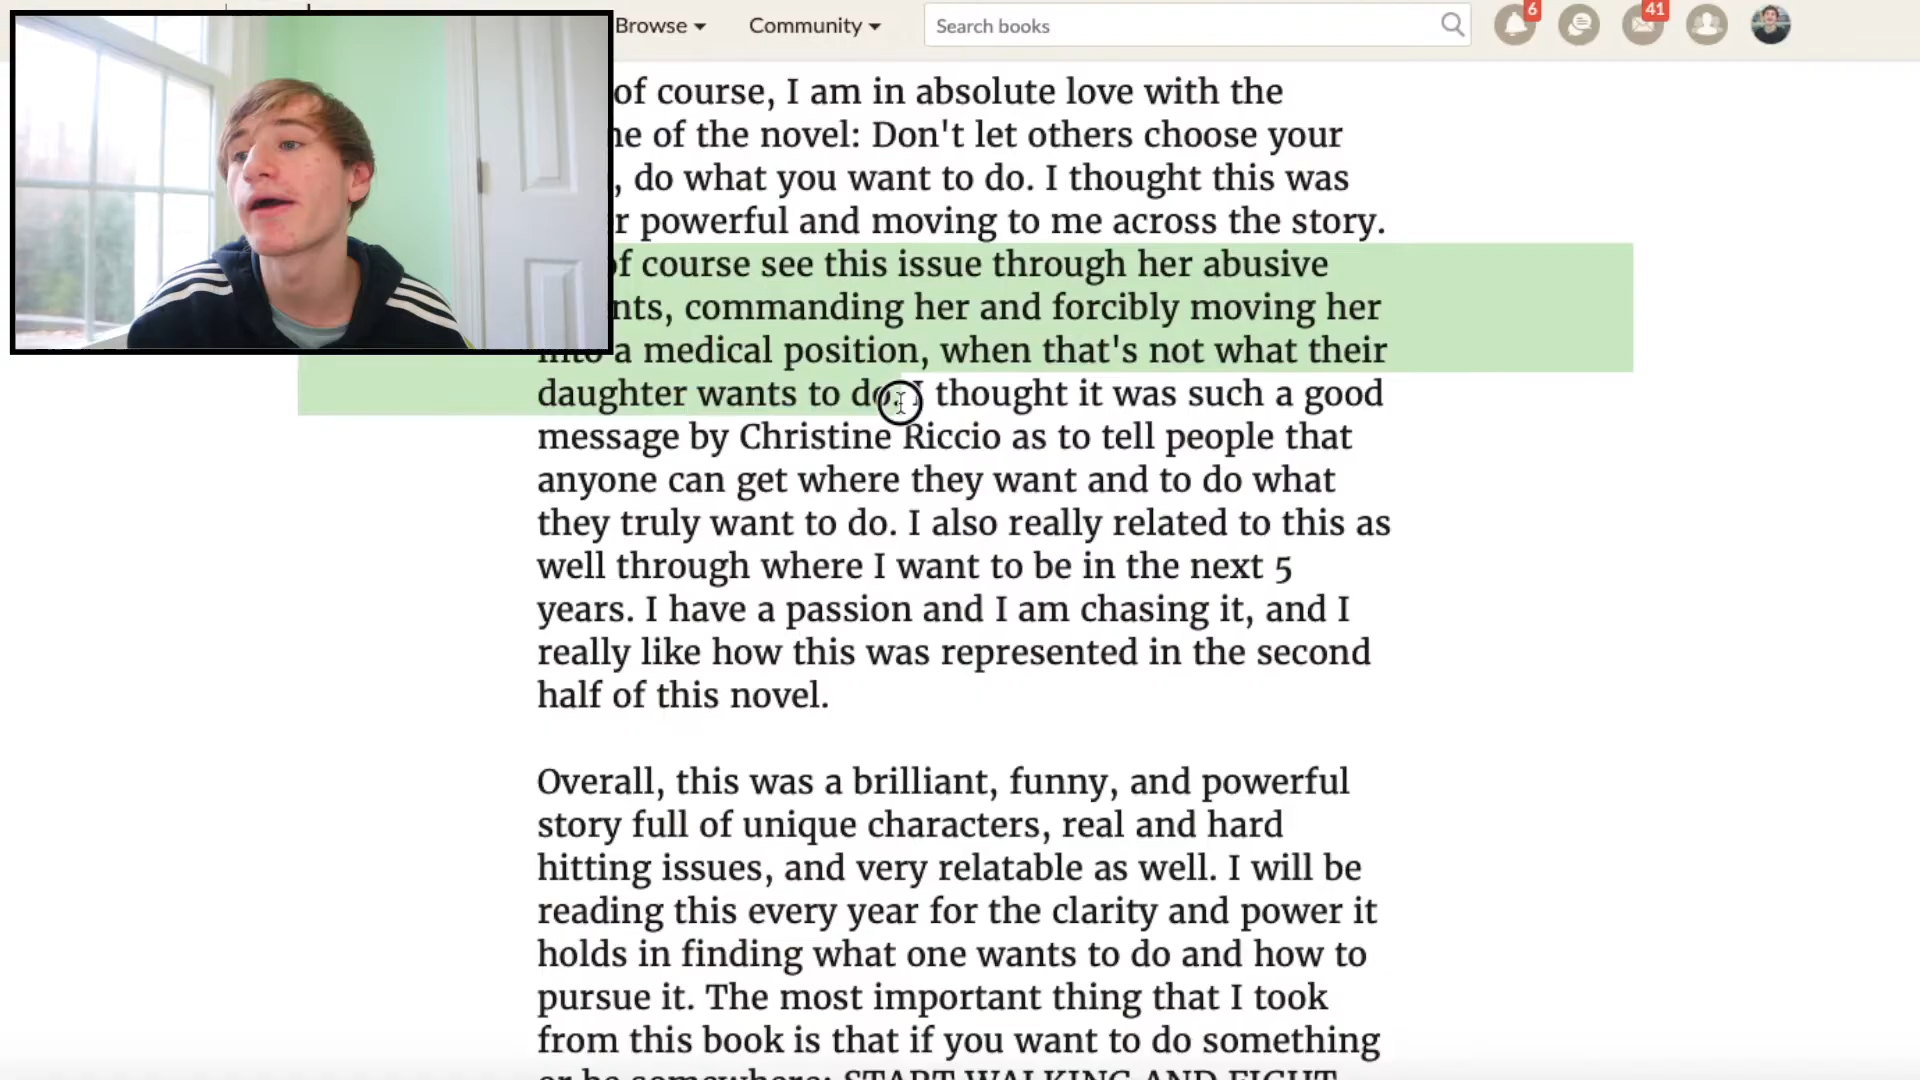 Browse
Community
Search books
6
41
of course, I am in absolute love with the
of the novel: Don't let others choose your
, do what you want to do. I thought this was
powerful and moving to me across the story.
of course see this issue through her abusive
, commanding her and forcibly moving her
into a medical position, when that's not what their
daughter wants to do. I thought it was such a good
message by Christine Riccio as to tell people that
anyone can get where they want and to do what
they truly want to do. I also really related to this as
well through where I want to be in the next 5
years. I have a passion and I am chasing it, and I
really like how this was represented in the second
half of this novel.
Overall, this was a brilliant, funny, and powerful
story full of unique characters, real and hard
hitting issues, and very relatable as well. I will be
reading this every year for the clarity and power it
holds in finding what one wants to do and how to
pursue it. The most important thing that I took
from this book is that if you want to do something
or be somewhere: START WALKING AND FIGHT